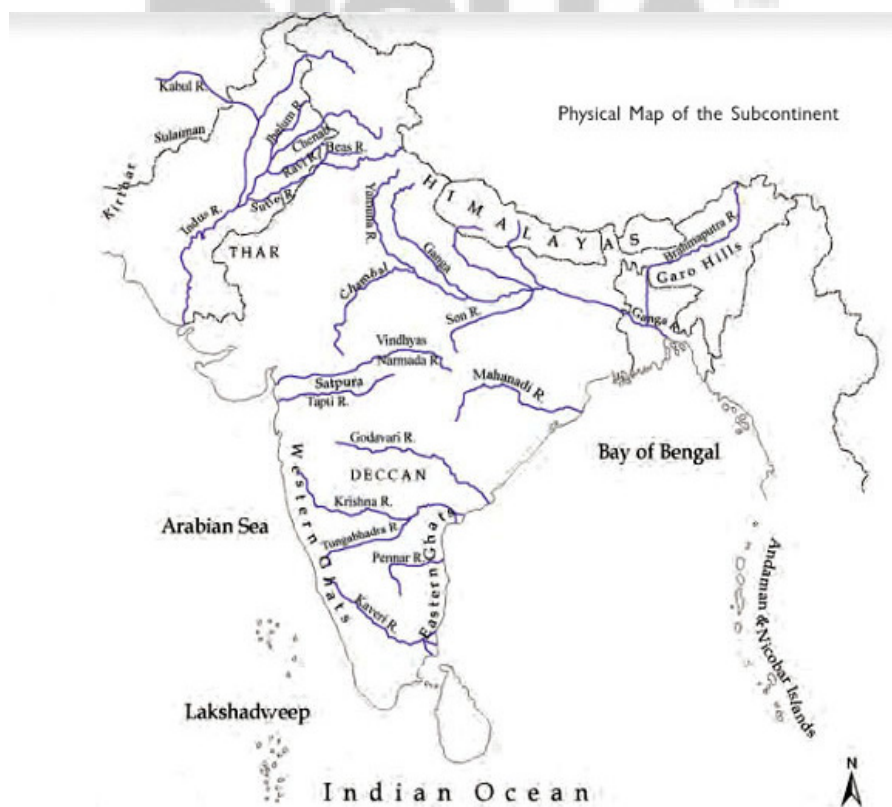 Physical Map of the Subcontinent
Kabul R.
Sulaiman
Kirthar
Jhelum R.
Chenab
Ravi R.
Beas R.
Sutlej R.
Indus R.
THAR
HIMALAYAS
Yamuna R.
Ganga
Brahmaputra R.
Garo Hills
Chambal
Son R.
Ganga R.
Vindhyas
Narmada R.
Satpura
Tapti R.
Mahanadi R.
Godavari R.
DECCAN
Bay of Bengal
Western Ghats
Krishna R.
Arabian Sea
Tungabhadra R.
Pennar R.
Eastern Ghats
Kaveri R.
Andaman & Nicobar Islands
Lakshadweep
Indian Ocean
N